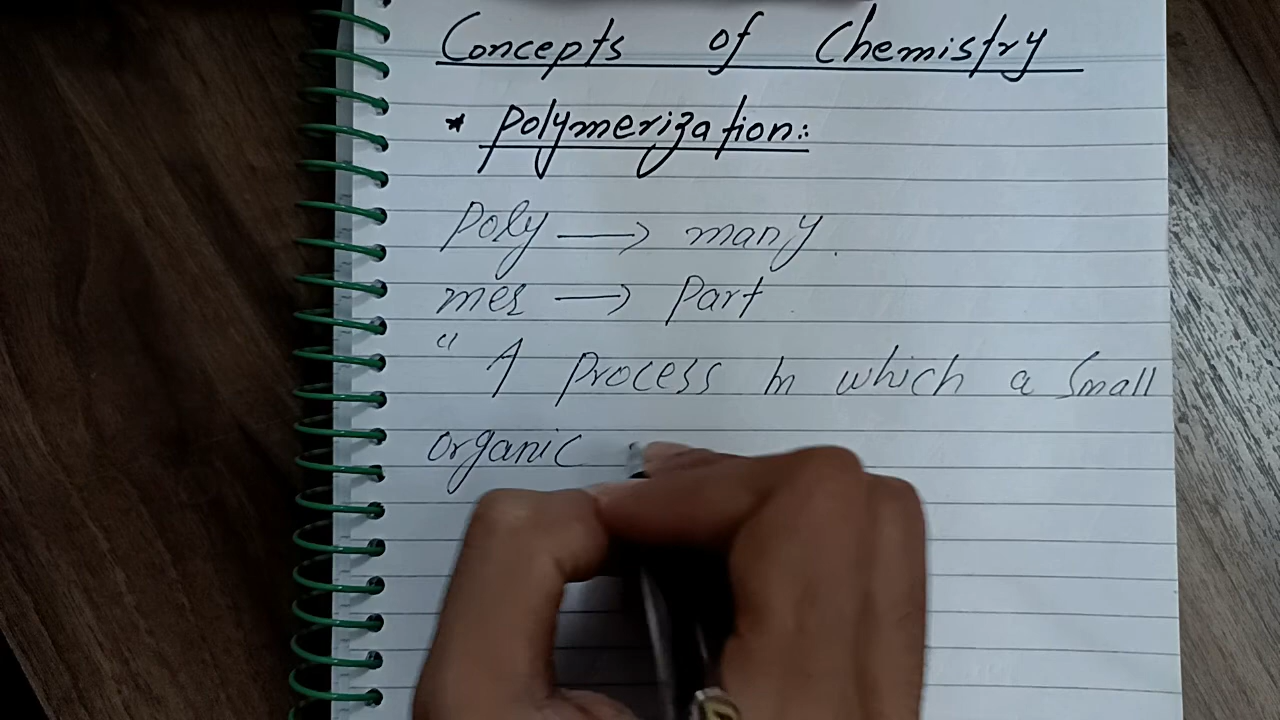 Concepts of Chemistry
* Polymerization:
Poly → many.
mer → Part
" A Process In which a Small
organic